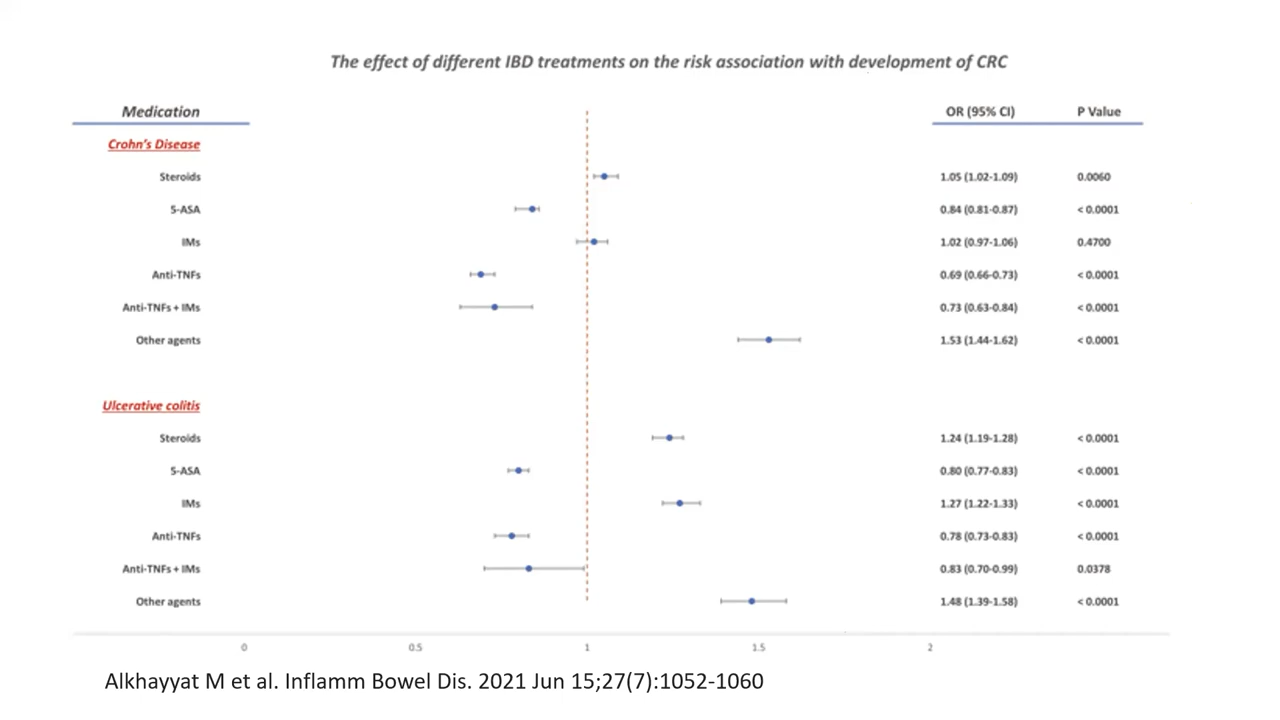 The effect of different IBD treatments on the risk association with development of CRC
Medication OR (95% CI) P Value
Crohn's Disease
Steroids 1.05 (1.02-1.09) 0.0060
5-ASA 0.84 (0.81-0.87) < 0.0001
IMs 1.02 (0.97-1.06) 0.4700
Anti-TNFs 0.69 (0.66-0.73) < 0.0001
Anti-TNFs + IMs 0.73 (0.63-0.84) < 0.0001
Other agents 1.53 (1.44-1.62) < 0.0001
Ulcerative colitis
Steroids 1.24 (1.19-1.28) < 0.0001
5-ASA 0.80 (0.77-0.83) < 0.0001
IMs 1.27 (1.22-1.33) < 0.0001
Anti-TNFs 0.78 (0.73-0.83) < 0.0001
Anti-TNFs + IMs 0.83 (0.70-0.99) 0.0378
Other agents 1.48 (1.39-1.58) < 0.0001
0 0.5 1 1.5 2
Alkhayyat M et al. Inflamm Bowel Dis. 2021 Jun 15;27(7):1052-1060